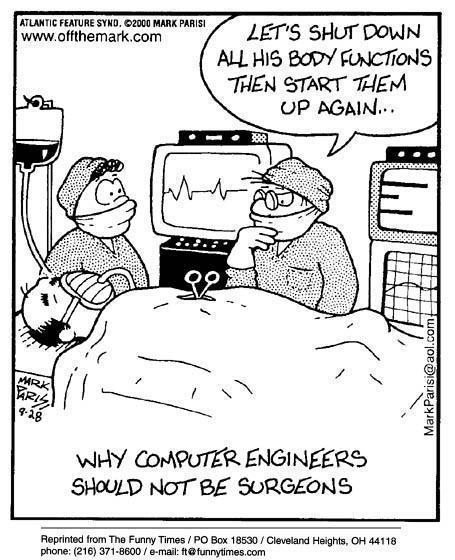 ATLANTIC FEATURE SYND. ©2000 MARK PARISI
www.offthemark.com
LET'S SHUT DOWN
ALL HIS BODY FUNCTIONS
THEN START THEM
UP AGAIN...
MARK
PARISI
9-28
MarkParisi@aol.com
WHY COMPUTER ENGINEERS
SHOULD NOT BE SURGEONS
Reprinted from The Funny Times / PO Box 18530 / Cleveland Heights, OH 44118
phone: (216) 371-8600 / e-mail: ft@funnytimes.com